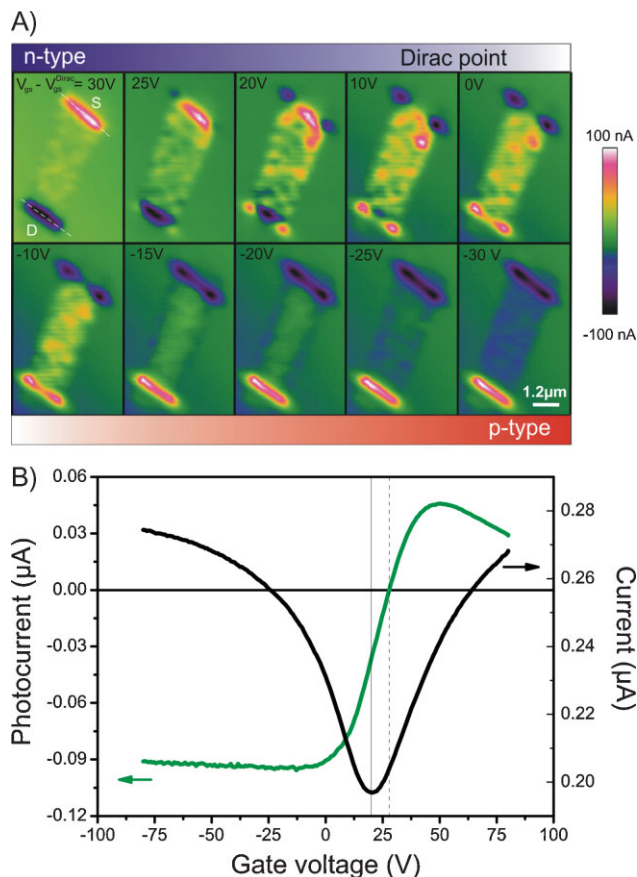 A)
n-type Dirac point
V_gs - V_gs^Dirac = 30V 25V 20V 10V 0V
S
D
100 nA
-100 nA
-10V -15V -20V -25V -30 V
1.2µm
p-type
B)
0.06
0.03
0.00
-0.03
-0.06
-0.09
-0.12
Photocurrent (µA)
0.28
0.26
0.24
0.22
0.20
Current (µA)
-100 -75 -50 -25 0 25 50 75 100
Gate voltage (V)